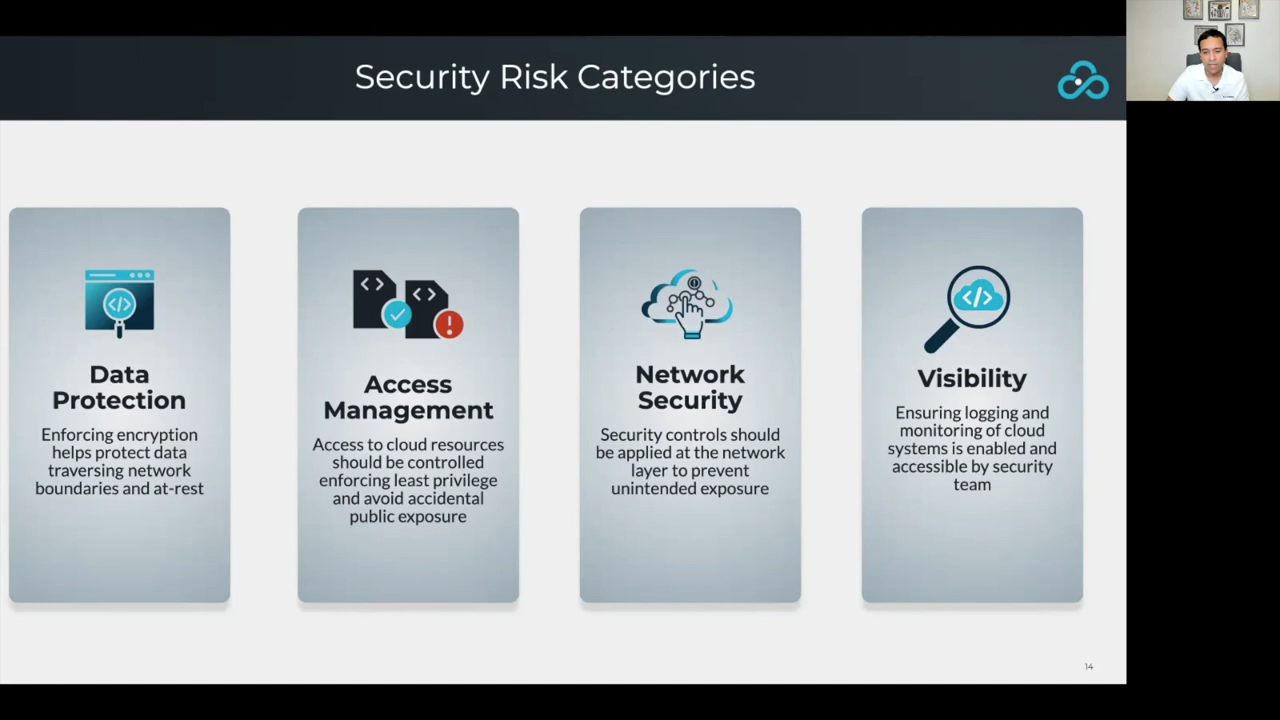 Security Risk Categories
Data
Protection
Enforcing encryption
helps protect data
traversing network
boundaries and at-rest
Access
Management
Access to cloud resources
should be controlled
enforcing least privilege
and avoid accidental
public exposure
Network
Security
Security controls should
be applied at the network
layer to prevent
unintended exposure
Visibility
Ensuring logging and
monitoring of cloud
systems is enabled and
accessible by security
team
14